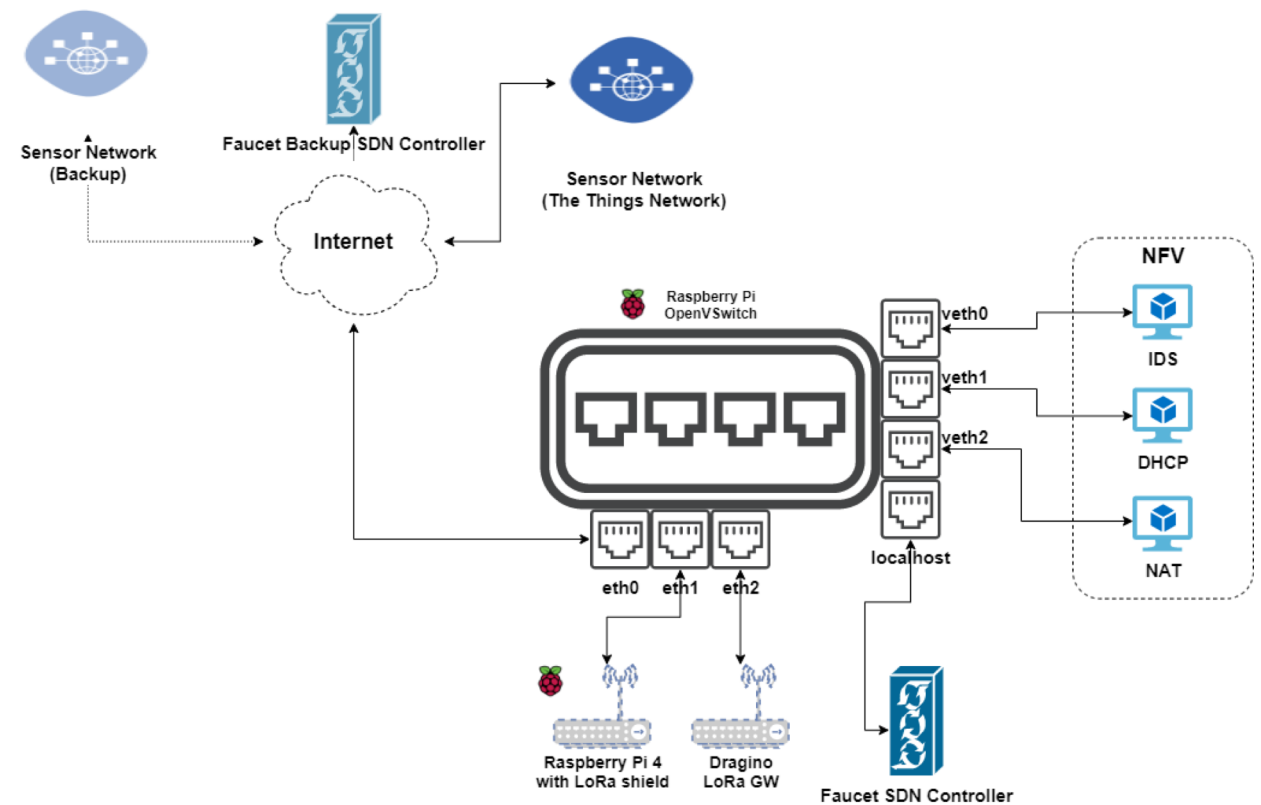 Sensor Network
(Backup)
Faucet Backup SDN Controller
Sensor Network
(The Things Network)
Internet
NFV
Raspberry Pi
OpenVSwitch
veth0
IDS
veth1
veth2
DHCP
localhost
NAT
eth0
eth1
eth2
Raspberry Pi 4
with LoRa shield
Dragino
LoRa GW
Faucet SDN Controller